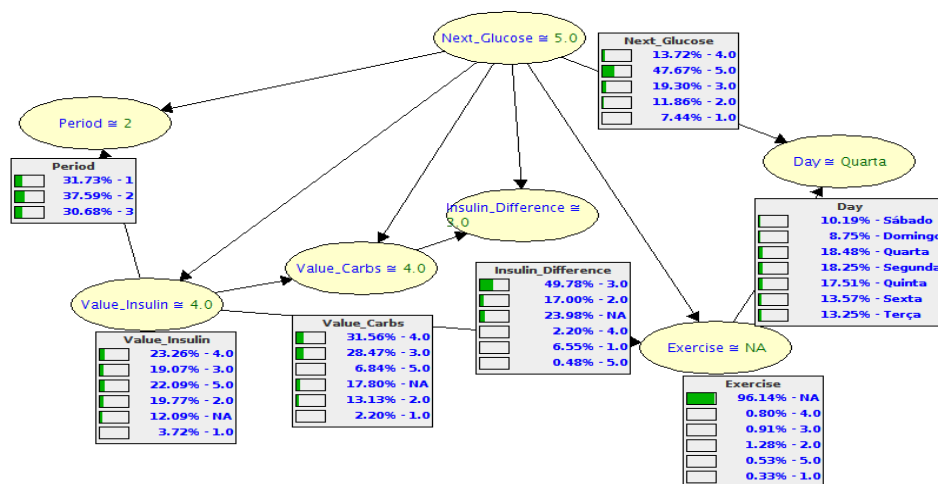 Next_Glucose ≅ 5.0
Next_Glucose
13.72% - 4.0
47.67% - 5.0
19.30% - 3.0
11.86% - 2.0
7.44% - 1.0
Period ≅ 2
Period
31.73% - 1
37.59% - 2
30.68% - 3
Day ≅ Quarta
Day
10.19% - Sábado
8.75% - Domingo
18.48% - Quarta
18.25% - Segunda
17.51% - Quinta
13.57% - Sexta
13.25% - Terça
Insulin_Difference ≅
3.0
Insulin_Difference
49.78% - 3.0
17.00% - 2.0
23.98% - NA
2.20% - 4.0
6.55% - 1.0
0.48% - 5.0
Value_Carbs ≅ 4.0
Value_Carbs
31.56% - 4.0
28.47% - 3.0
6.84% - 5.0
17.80% - NA
13.13% - 2.0
2.20% - 1.0
Value_Insulin ≅ 4.0
Value_Insulin
23.26% - 4.0
19.07% - 3.0
22.09% - 5.0
19.77% - 2.0
12.09% - NA
3.72% - 1.0
Exercise ≅ NA
Exercise
96.14% - NA
0.80% - 4.0
0.91% - 3.0
1.28% - 2.0
0.53% - 5.0
0.33% - 1.0